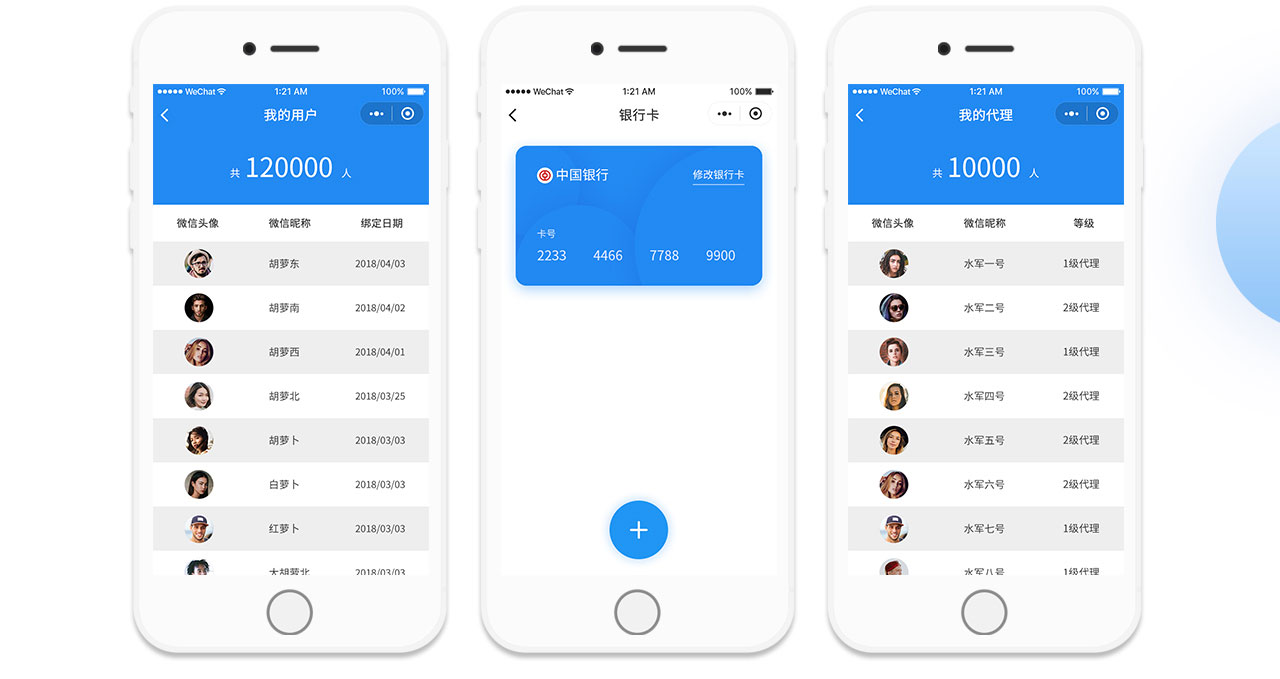 WeChat 1:21 AM 100%
我的用户
共 120000 人
微信头像 微信昵称 绑定日期
胡萝东 2018/04/03
胡萝南 2018/04/02
胡萝西 2018/04/01
胡萝北 2018/03/25
胡萝卜 2018/03/03
白萝卜 2018/03/03
红萝卜 2018/03/03
大胡萝北 2018/03/03
WeChat 1:21 AM 100%
银行卡
中国银行 修改银行卡
卡号
2233 4466 7788 9900
WeChat 1:21 AM 100%
我的代理
共 10000 人
微信头像 微信昵称 等级
水军一号 1级代理
水军二号 2级代理
水军三号 1级代理
水军四号 2级代理
水军五号 2级代理
水军六号 2级代理
水军七号 1级代理
水军八号 1级代理